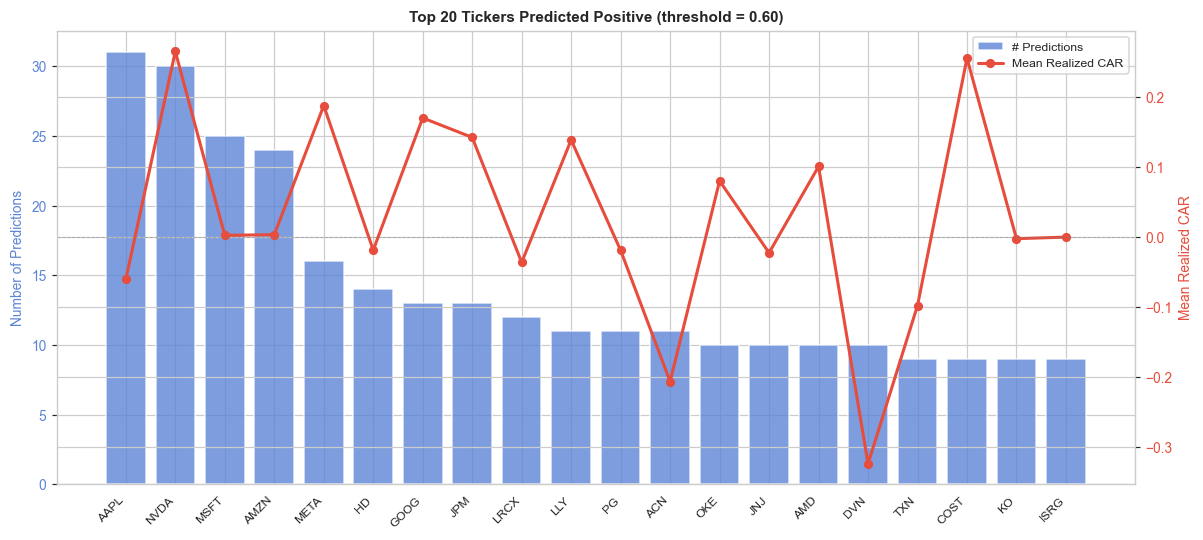 Top 20 Tickers Predicted Positive (threshold = 0.60)
# Predictions
Mean Realized CAR
Number of Predictions
30
25
20
15
10
5
0
0.2
0.1
0.0
−0.1
−0.2
−0.3
Mean Realized CAR
AAPL
NVDA
MSFT
AMZN
META
HD
GOOG
JPM
LRCX
LLY
PG
ACN
OKE
JNJ
AMD
DVN
TXN
COST
KO
ISRG